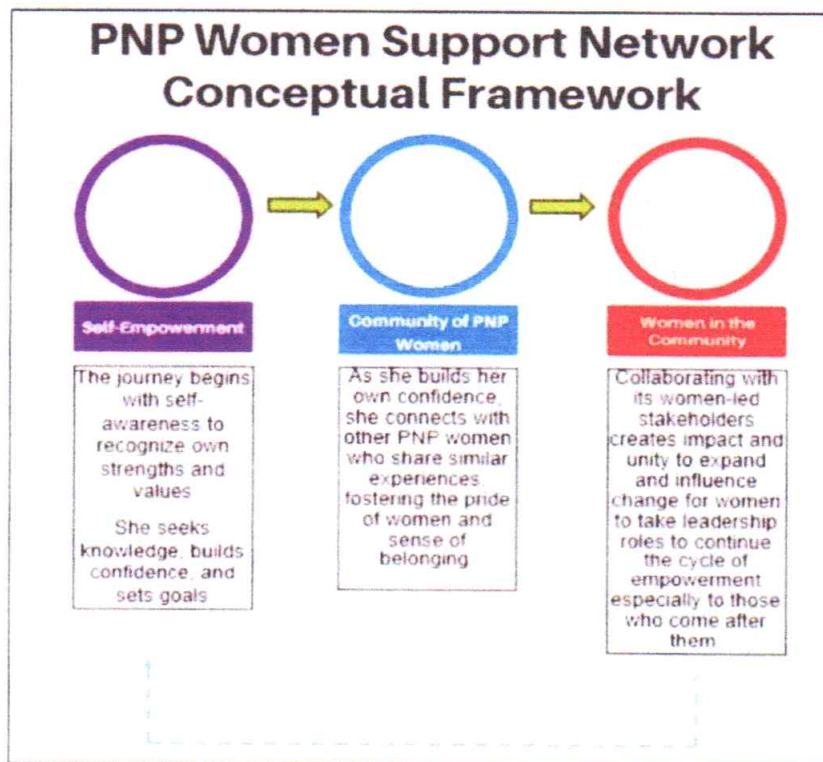 PNP Women Support Network
Conceptual Framework
Self-Empowerment
The journey begins
with self-
awareness to
recognize own
strengths and
values
She seeks
knowledge, builds
confidence, and
sets goals
Community of PNP
Women
As she builds her
own confidence,
she connects with
other PNP women
who share similar
experiences,
fostering the pride
of women and
sense of
belonging
Women in the
Community
Collaborating with
its women-led
stakeholders
creates impact and
unity to expand
and influence
change for women
to take leadership
roles to continue
the cycle of
empowerment
especially to those
who come after
them